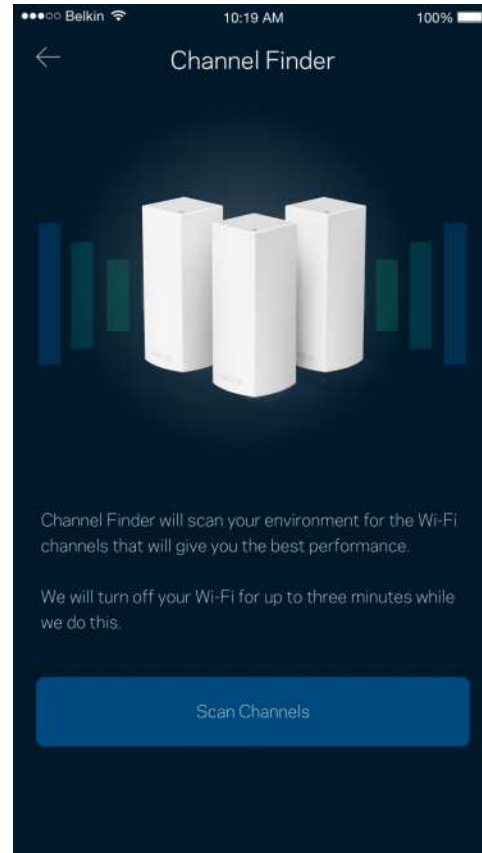 ●●●○○ Belkin 10:19 AM 100%
Channel Finder
Channel Finder will scan your environment for the Wi-Fi
channels that will give you the best performance.
We will turn off your Wi-Fi for up to three minutes while
we do this.
Scan Channels